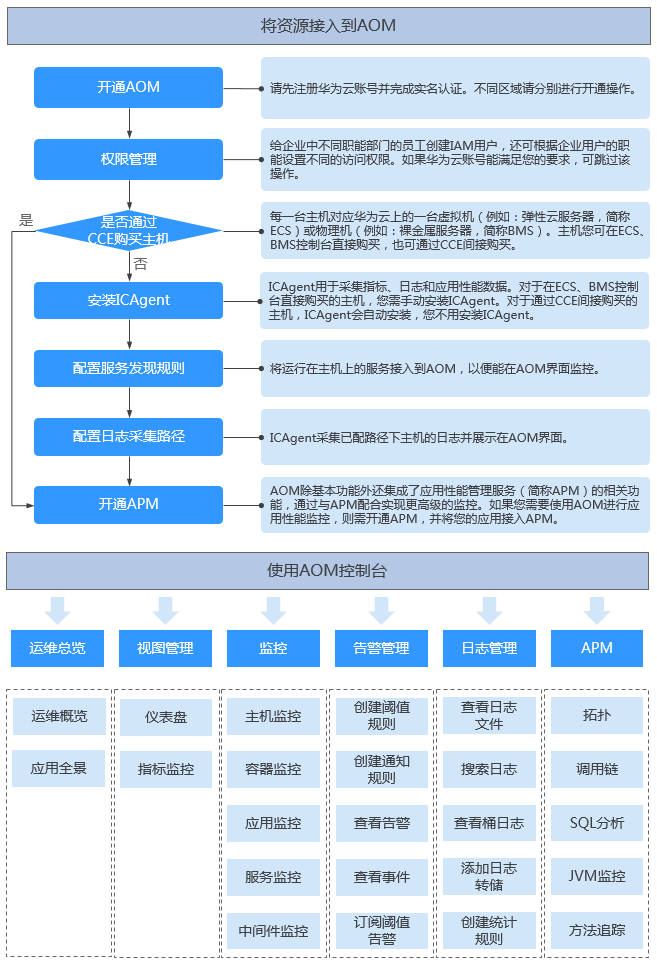 将资源接入到AOM
开通AOM
请先注册华为云账号并完成实名认证。不同区域请分别进行开通操作。
权限管理
给企业中不同职能部门的员工创建IAM用户，还可根据企业用户的职
能设置不同的访问权限。如果华为云账号能满足您的要求，可跳过该
操作。
是
是否通过
CCE购买主机
否
每一台主机对应华为云上的一台虚拟机（例如：弹性云服务器，简称
ECS）或物理机（例如：裸金属服务器，简称BMS）。主机您可在ECS、
BMS控制台直接购买，也可通过CCE间接购买。
安装ICAgent
ICAgent用于采集指标、日志和应用性能数据。对于在ECS、BMS控制
台直接购买的主机，您需手动安装ICAgent。对于通过CCE间接购买的
主机，ICAgent会自动安装，您不用安装ICAgent。
配置服务发现规则
将运行在主机上的服务接入到AOM，以便能在AOM界面监控。
配置日志采集路径
ICAgent采集已配路径下主机的日志并展示在AOM界面。
开通APM
AOM除基本功能外还集成了应用性能管理服务（简称APM）的相关功
能，通过与APM配合实现更高级的监控。如果您需要使用AOM进行应
用性能监控，则需开通APM，并将您的应用接入APM。
使用AOM控制台
运维总览
视图管理
监控
告警管理
日志管理
APM
运维概览
应用全景
仪表盘
指标监控
主机监控
容器监控
应用监控
服务监控
中间件监控
创建阈值
规则
创建通知
规则
查看告警
查看事件
订阅阈值
告警
查看日志
文件
搜索日志
查看桶日志
添加日志
转储
创建统计
规则
拓扑
调用链
SQL分析
JVM监控
方法追踪